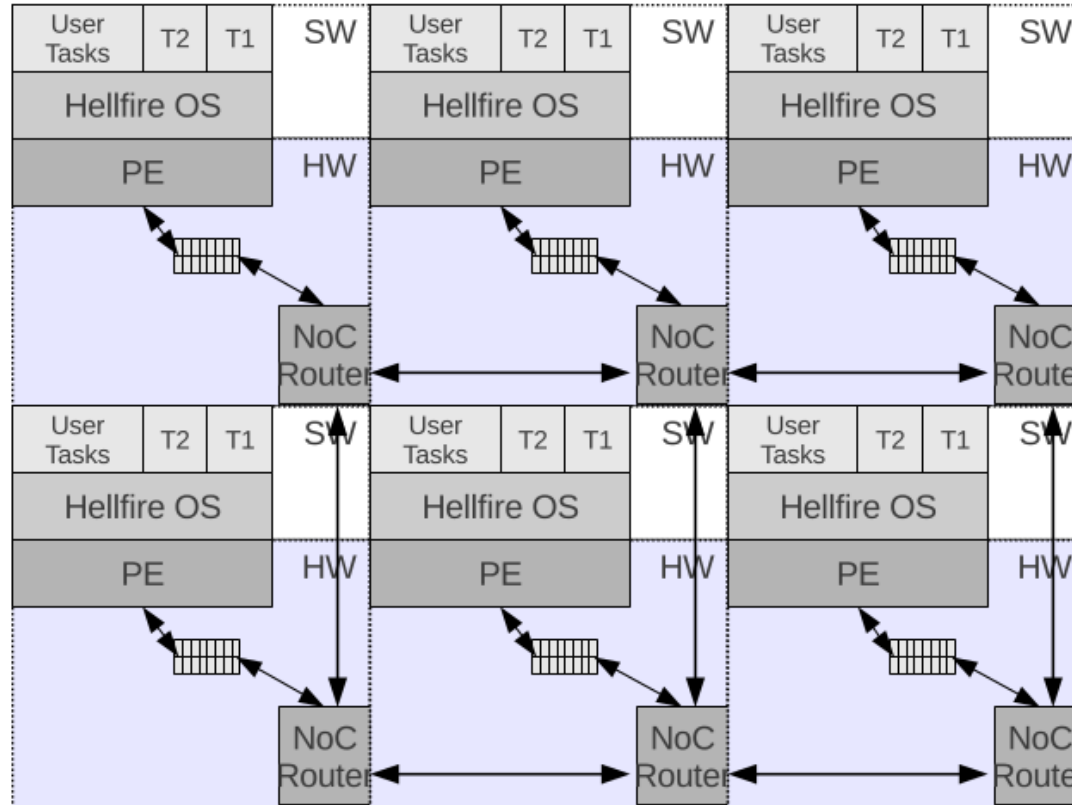 User Tasks T2 T1 SW User Tasks T2 T1 SW User Tasks T2 T1 SW
Hellfire OS Hellfire OS Hellfire OS
PE HW PE HW PE HW
NoC NoC NoC
Router Router Router
User Tasks T2 T1 SW User Tasks T2 T1 SW User Tasks T2 T1 SW
Hellfire OS Hellfire OS Hellfire OS
PE HW PE HW PE HW
NoC NoC NoC
Router Router Router